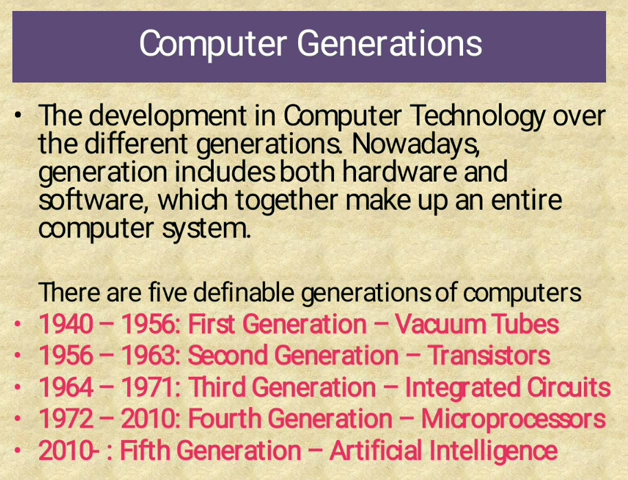 Computer Generations
• The development in Computer Technology over
the different generations. Nowadays,
generation includes both hardware and
software, which together make up an entire
computer system.
There are five definable generations of computers
• 1940 – 1956: First Generation – Vacuum Tubes
• 1956 – 1963: Second Generation – Transistors
• 1964 – 1971: Third Generation – Integrated Circuits
• 1972 – 2010: Fourth Generation – Microprocessors
• 2010- : Fifth Generation – Artificial Intelligence